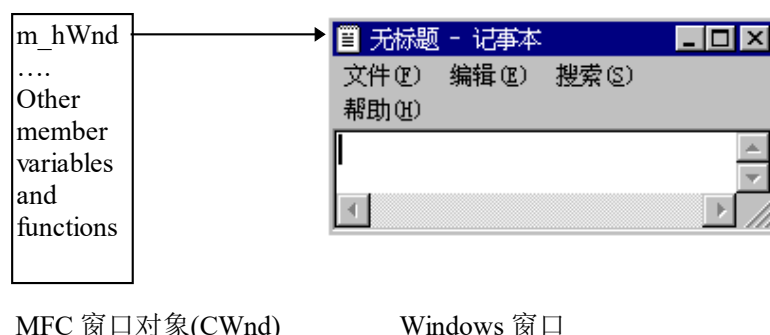 m_hWnd
….
Other
member
variables
and
functions
无标题 - 记事本
文件(F) 编辑(E) 搜索(S)
帮助(H)
MFC 窗口对象(CWnd) Windows 窗口